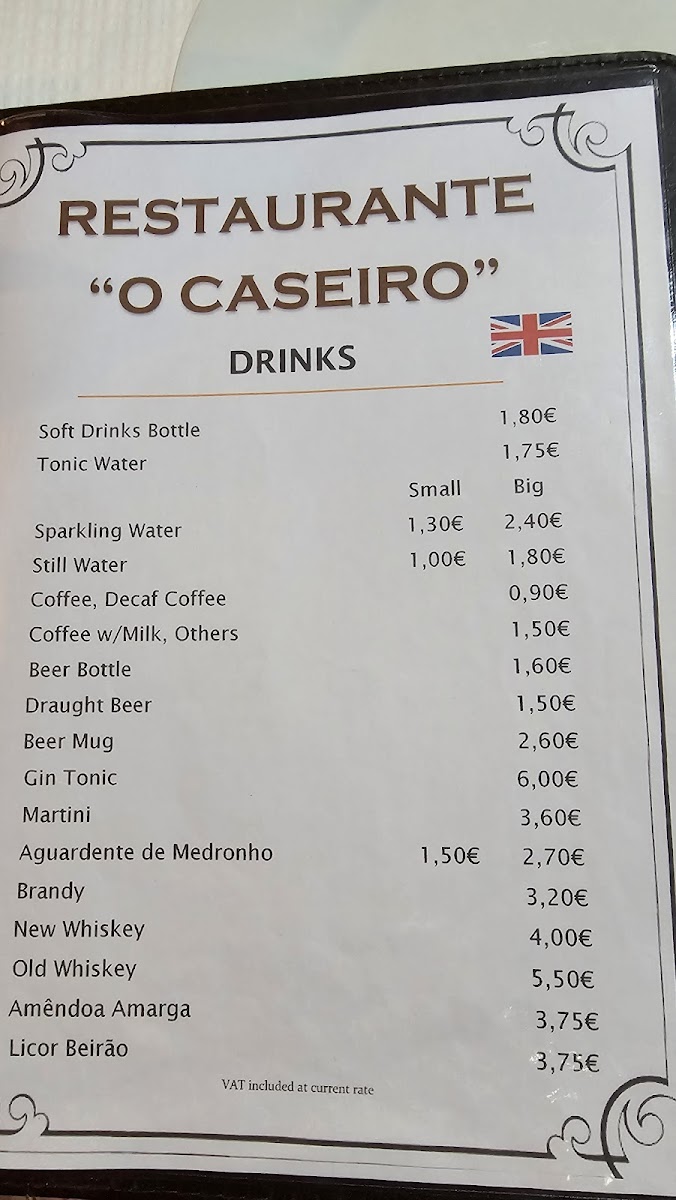 RESTAURANTE
“O CASEIRO”
DRINKS
Soft Drinks Bottle 1,80€
Tonic Water 1,75€
Small Big
Sparkling Water 1,30€ 2,40€
Still Water 1,00€ 1,80€
Coffee, Decaf Coffee 0,90€
Coffee w/Milk, Others 1,50€
Beer Bottle 1,60€
Draught Beer 1,50€
Beer Mug 2,60€
Gin Tonic 6,00€
Martini 3,60€
Aguardente de Medronho 1,50€ 2,70€
Brandy 3,20€
New Whiskey 4,00€
Old Whiskey 5,50€
Amêndoa Amarga 3,75€
Licor Beirão 3,75€
VAT included at current rate